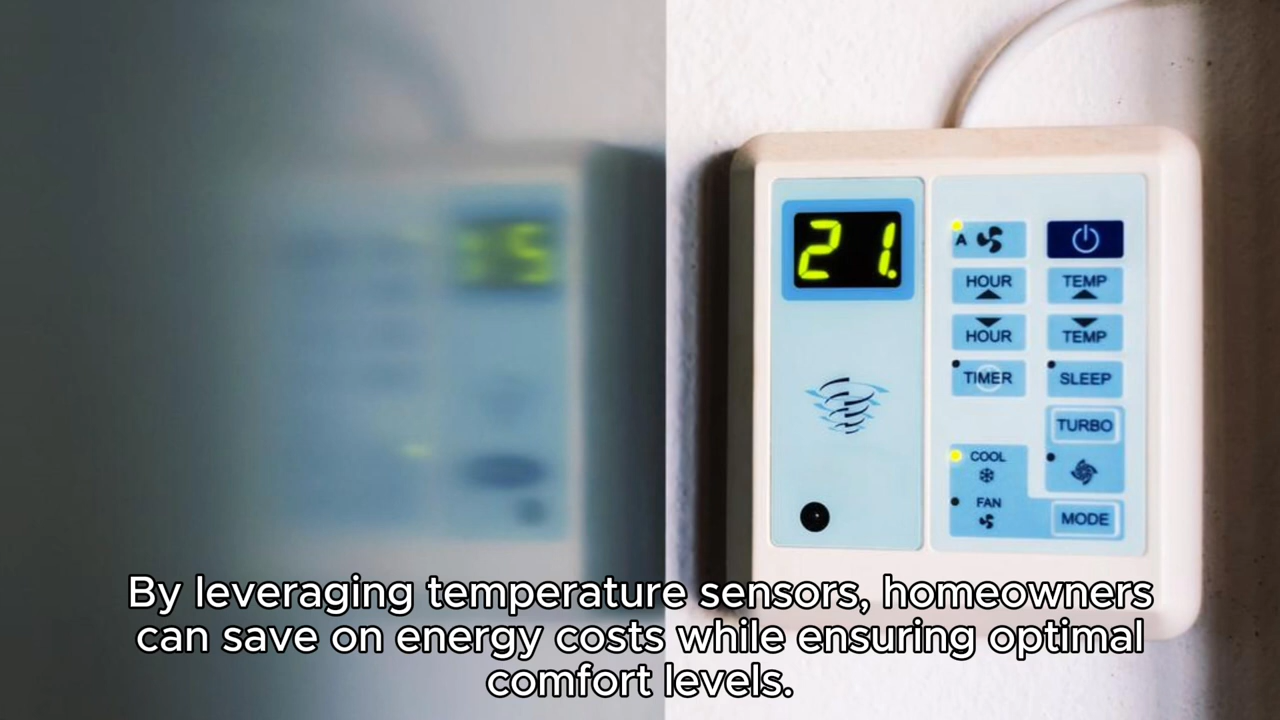 21.
A
HOUR
TEMP
HOUR
TEMP
TIMER
SLEEP
TURBO
COOL
FAN
MODE
By leveraging temperature sensors, homeowners
can save on energy costs while ensuring optimal
comfort levels.